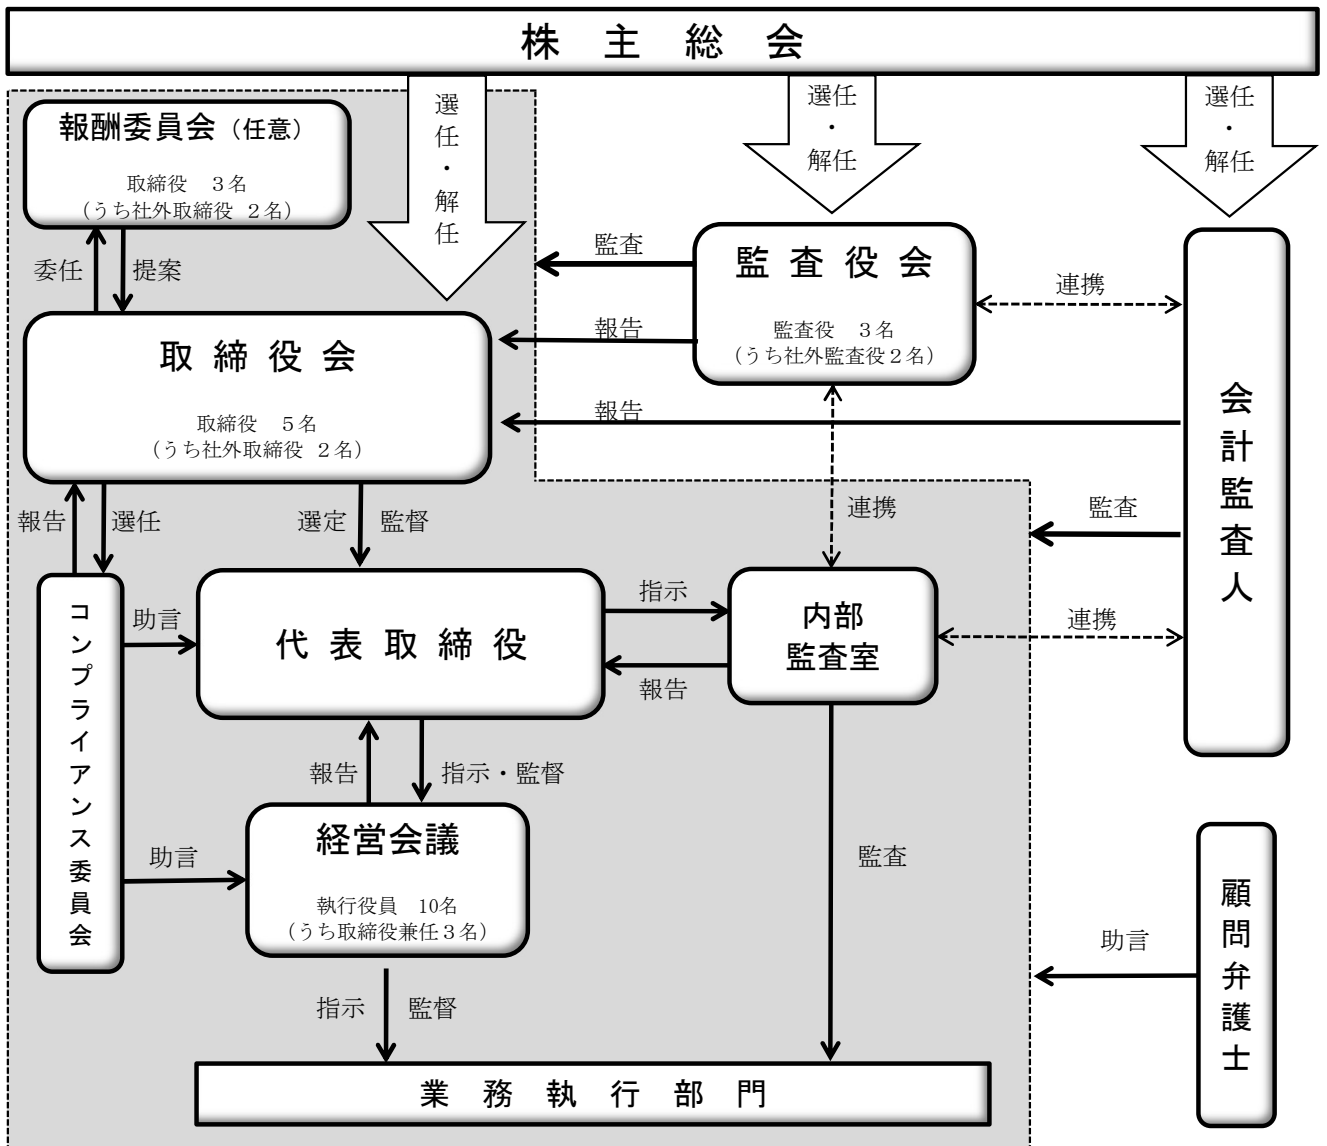 株主総会
選任・解任
選任
・
解任
選任
・
解任
報酬委員会（任意）
取締役　３名
（うち社外取締役 ２名）
委任
提案
監査役会
監査役　３名
（うち社外監査役２名）
監査
報告
連携
報告
取締役会
取締役　５名
（うち社外取締役 ２名）
会計監査人
連携
監査
連携
報告
選任
選定
監督
コンプライアンス委員会
助言
代表取締役
指示
報告
内部
監査室
報告
指示・監督
助言
経営会議
執行役員　10名
（うち取締役兼任３名）
監査
顧問弁護士
助言
指示
監督
業務執行部門